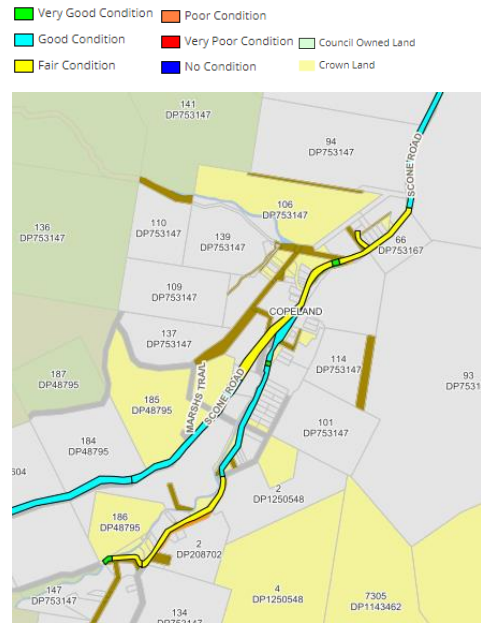 Very Good Condition
Poor Condition
Good Condition
Very Poor Condition
Council Owned Land
Fair Condition
No Condition
Crown Land
141
DP753147
94
DP753147
SCONE ROAD
136
DP753147
110
DP753147
139
DP753147
106
DP753147
66
DP753167
109
DP753147
COPELAND
137
DP753147
114
DP753147
93
DP7531
187
DP48795
185
DP48795
MARSHS TRAIL
SCONE ROAD
101
DP753147
184
DP48795
604
2
DP1250548
186
DP48795
2
DP208702
147
DP753147
4
DP1250548
7305
DP1143462
134
DP753147